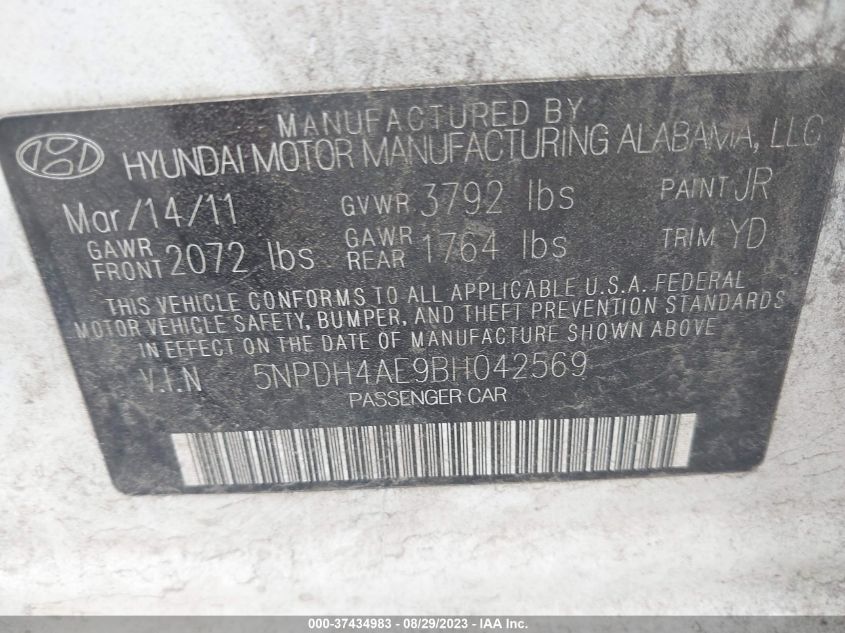 MANUFACTURED BY
HYUNDAI MOTOR MANUFACTURING ALABAMA, LLC
Mar/14/11 GVWR 3792 lbs PAINT JR
GAWR FRONT 2072 lbs GAWR REAR 1764 lbs TRIM YD
THIS VEHICLE CONFORMS TO ALL APPLICABLE U.S.A. FEDERAL
MOTOR VEHICLE SAFETY, BUMPER, AND THEFT PREVENTION STANDARDS
IN EFFECT ON THE DATE OF MANUFACTURE SHOWN ABOVE
V.I.N 5NPDH4AE9BH042569
PASSENGER CAR
000-37434983 - 08/29/2023 - IAA Inc.